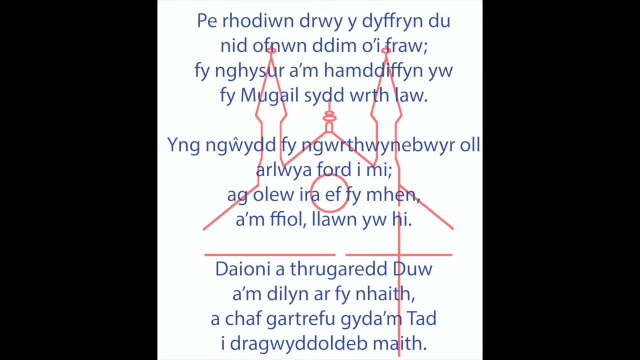 Pe rhodiwn drwy y dyffryn du
nid ofnwn ddim o'i fraw;
fy nghysur a'm hamddiffyn yw
fy Mugail sydd wrth law.
Yng ngŵydd fy ngwrthwynebwyr oll
arlwya ford i mi;
ag olew ira ef fy mhen,
a'm ffiol, llawn yw hi.
Daioni a thrugaredd Duw
a'm dilyn ar fy nhaith,
a chaf gartrefu gyda'm Tad
i dragwyddoldeb maith.